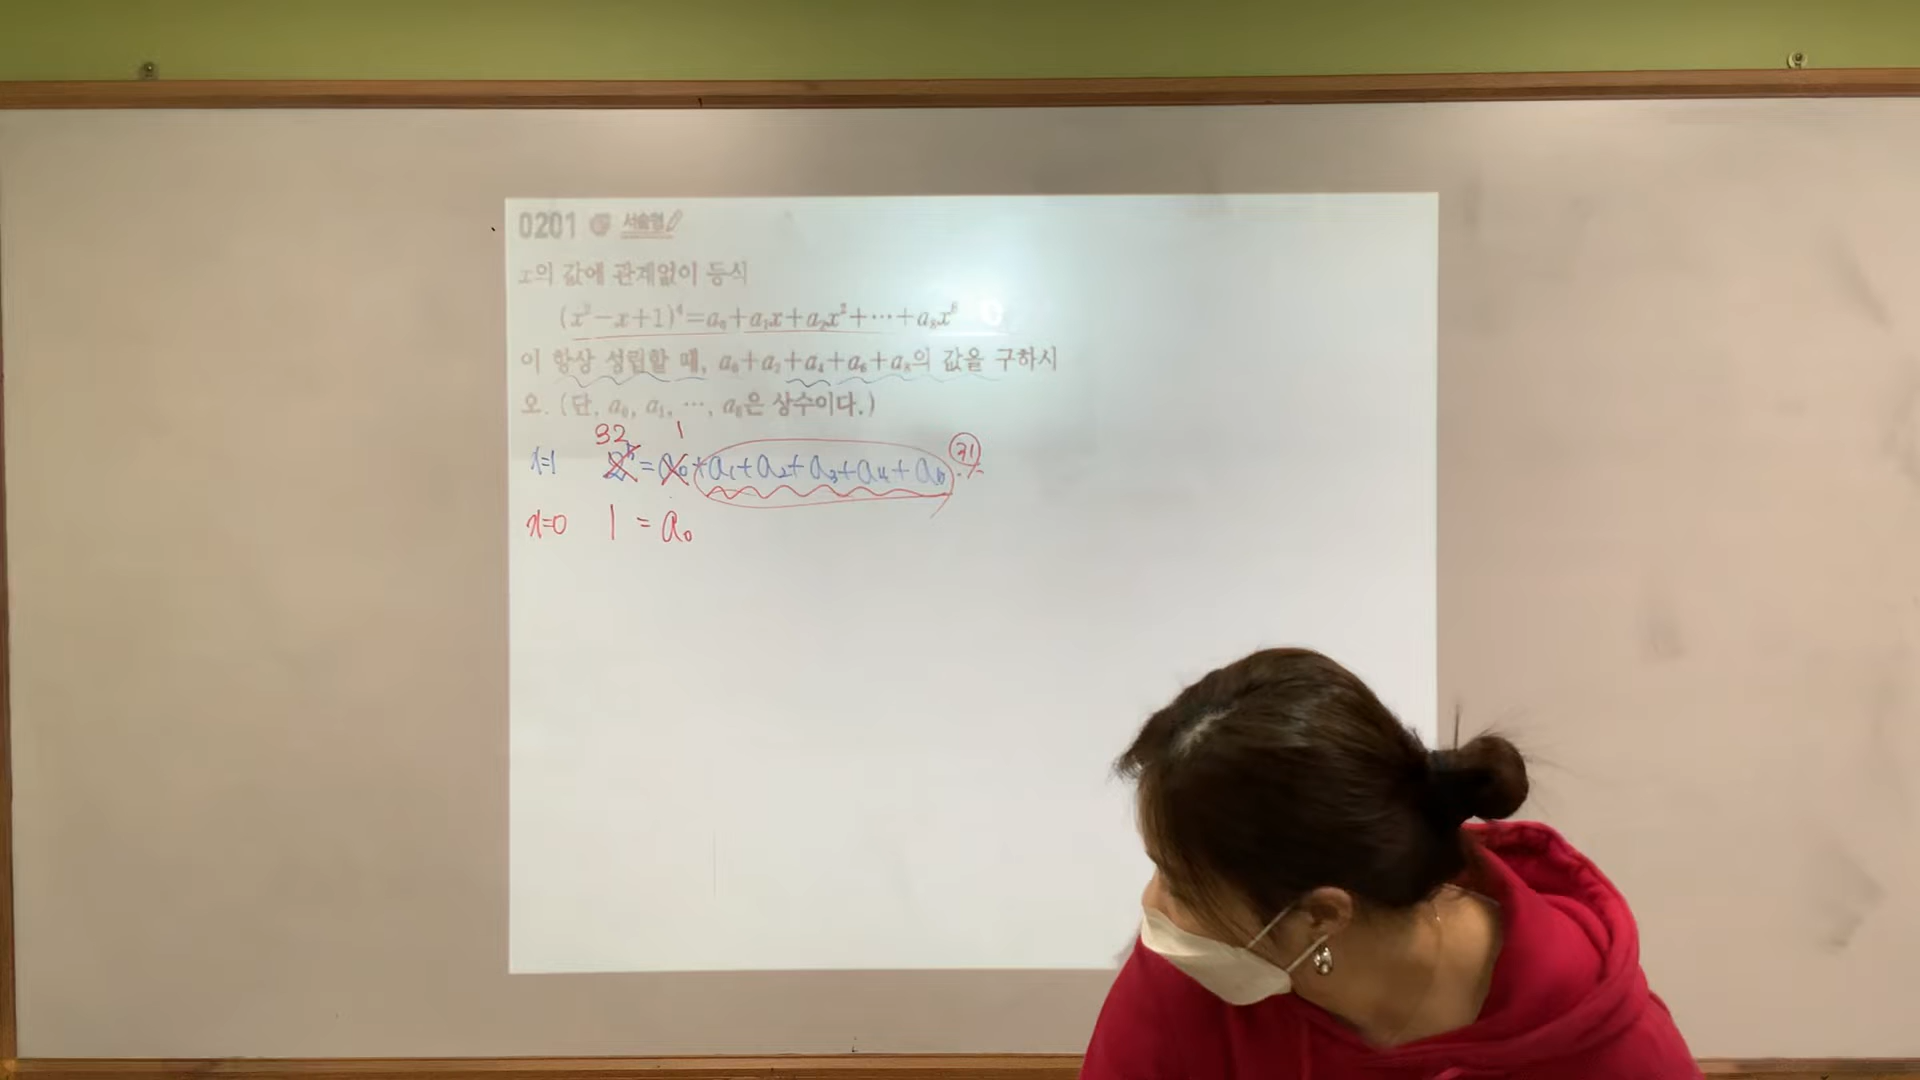 0201 서술형
x의 값에 관계없이 등식
(x²-x+1)⁴=a₀+a₁x+a₂x²+⋯+a₈x⁸
이 항상 성립할 때, a₀+a₂+a₄+a₆+a₈의 값을 구하시
오. (단, a₀, a₁, ⋯, a₈은 상수이다.)
32 1
x=1 2⁵=a₀+a₁+a₂+a₃+a₄+a₅ 31
x=0 1=a₀